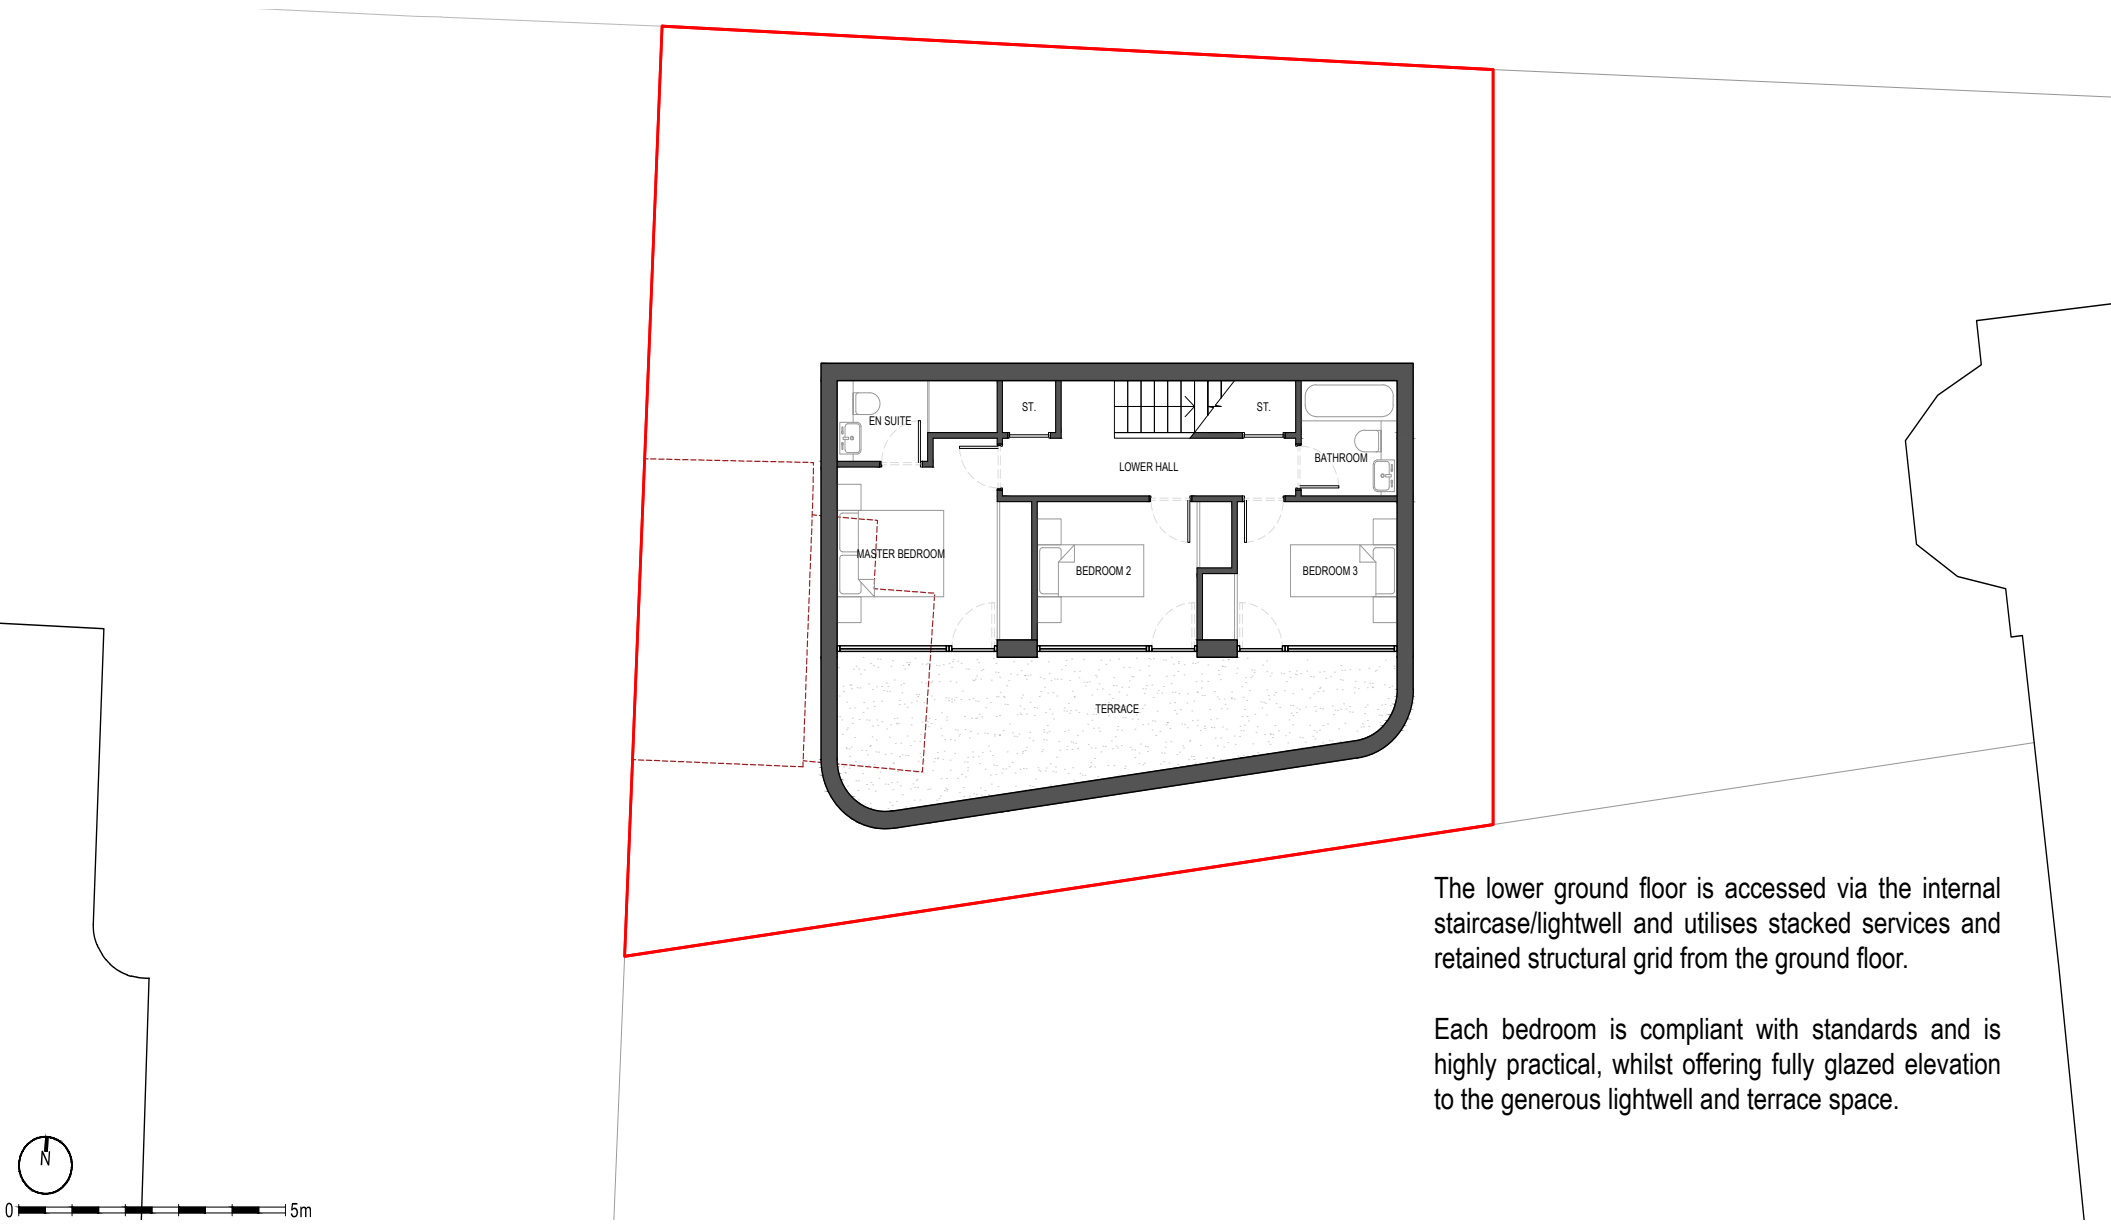 ST.
ST.
EN SUITE
BATHROOM
LOWER HALL
MASTER BEDROOM
BEDROOM 2
BEDROOM 3
TERRACE
The lower ground floor is accessed via the internal
staircase/lightwell and utilises stacked services and
retained structural grid from the ground floor.
Each bedroom is compliant with standards and is
highly practical, whilst offering fully glazed elevation
to the generous lightwell and terrace space.
N
0 5m